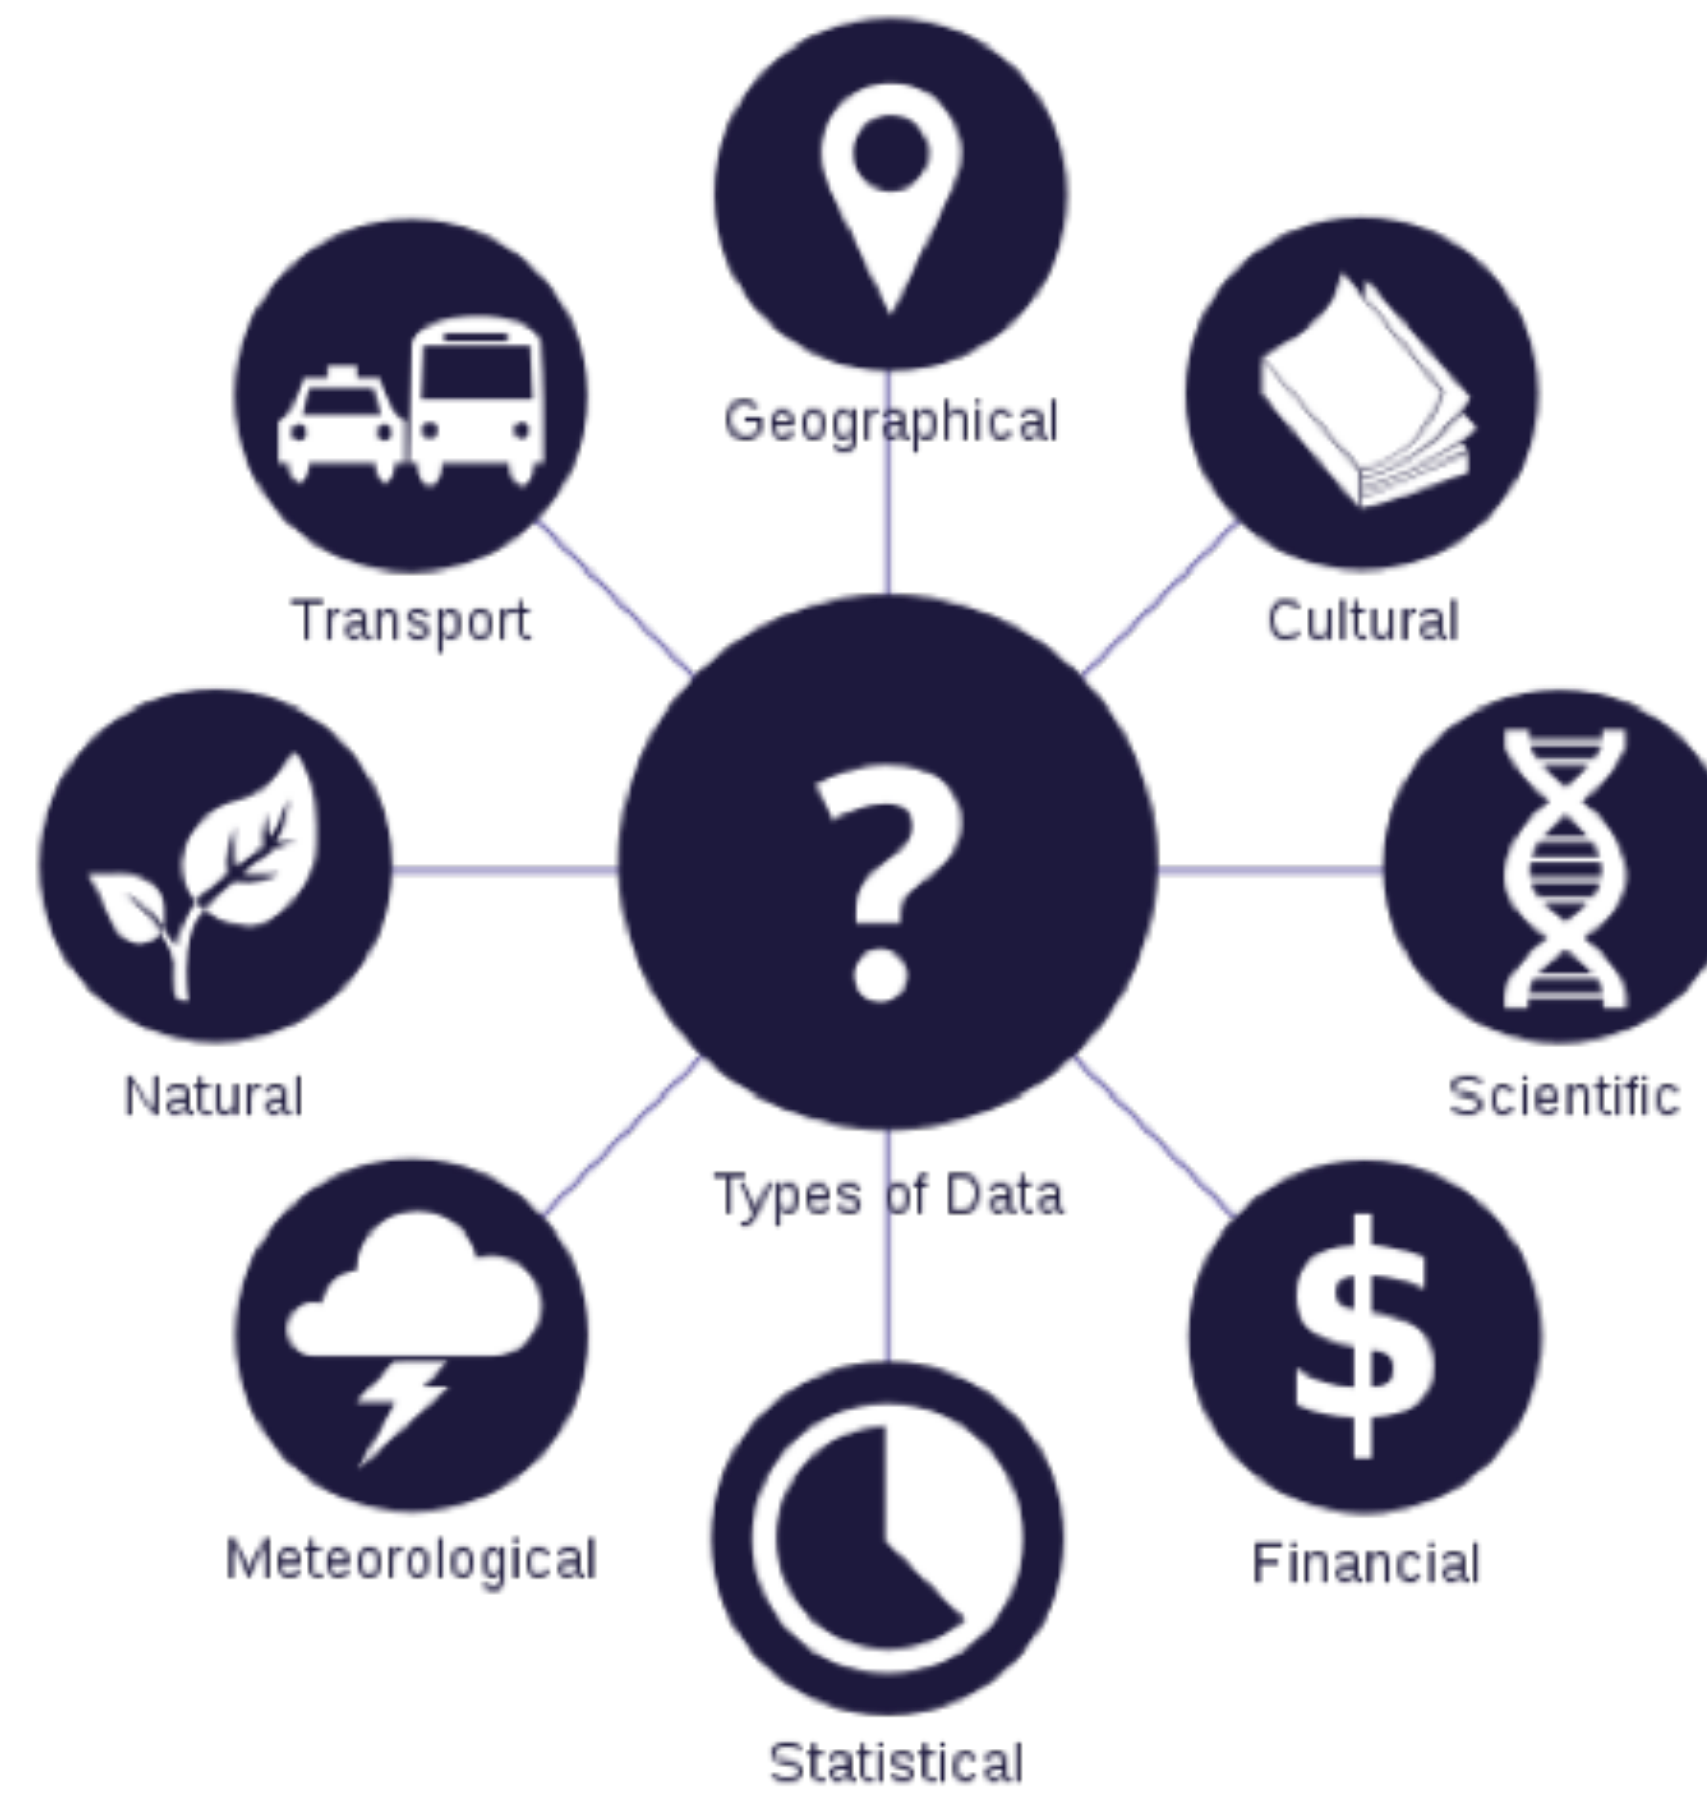 Geographical
Transport
Cultural
?
Natural
Scientific
Types of Data
$
Meteorological
Financial
Statistical